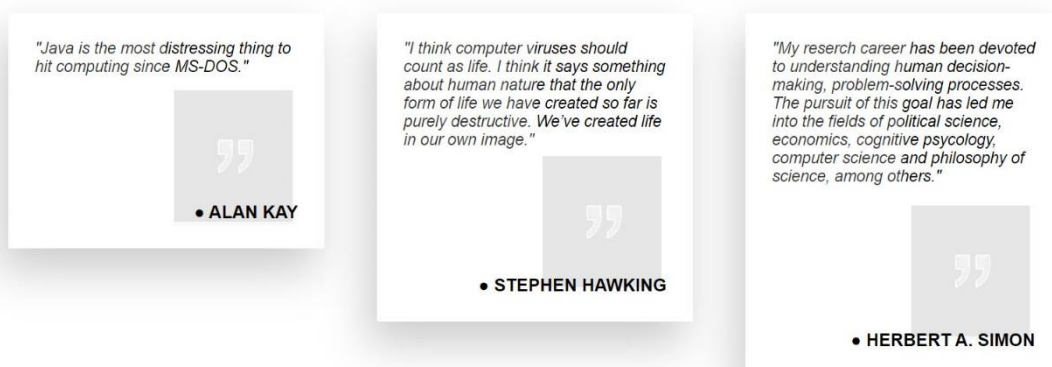 "Java is the most distressing thing to
hit computing since MS-DOS."
• ALAN KAY
"I think computer viruses should
count as life. I think it says something
about human nature that the only
form of life we have created so far is
purely destructive. We've created life
in our own image."
• STEPHEN HAWKING
"My reserch career has been devoted
to understanding human decision-
making, problem-solving processes.
The pursuit of this goal has led me
into the fields of political science,
economics, cognitive psycology,
computer science and philosophy of
science, among others."
• HERBERT A. SIMON